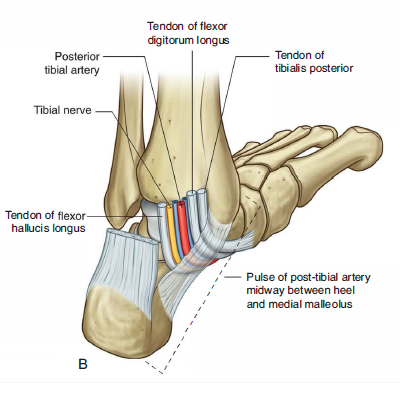 Tendon of flexor
digitorum longus
Posterior
tibial artery
Tendon of
tibialis posterior
Tibial nerve
Tendon of flexor
hallucis longus
Pulse of post-tibial artery
midway between heel
and medial malleolus
B